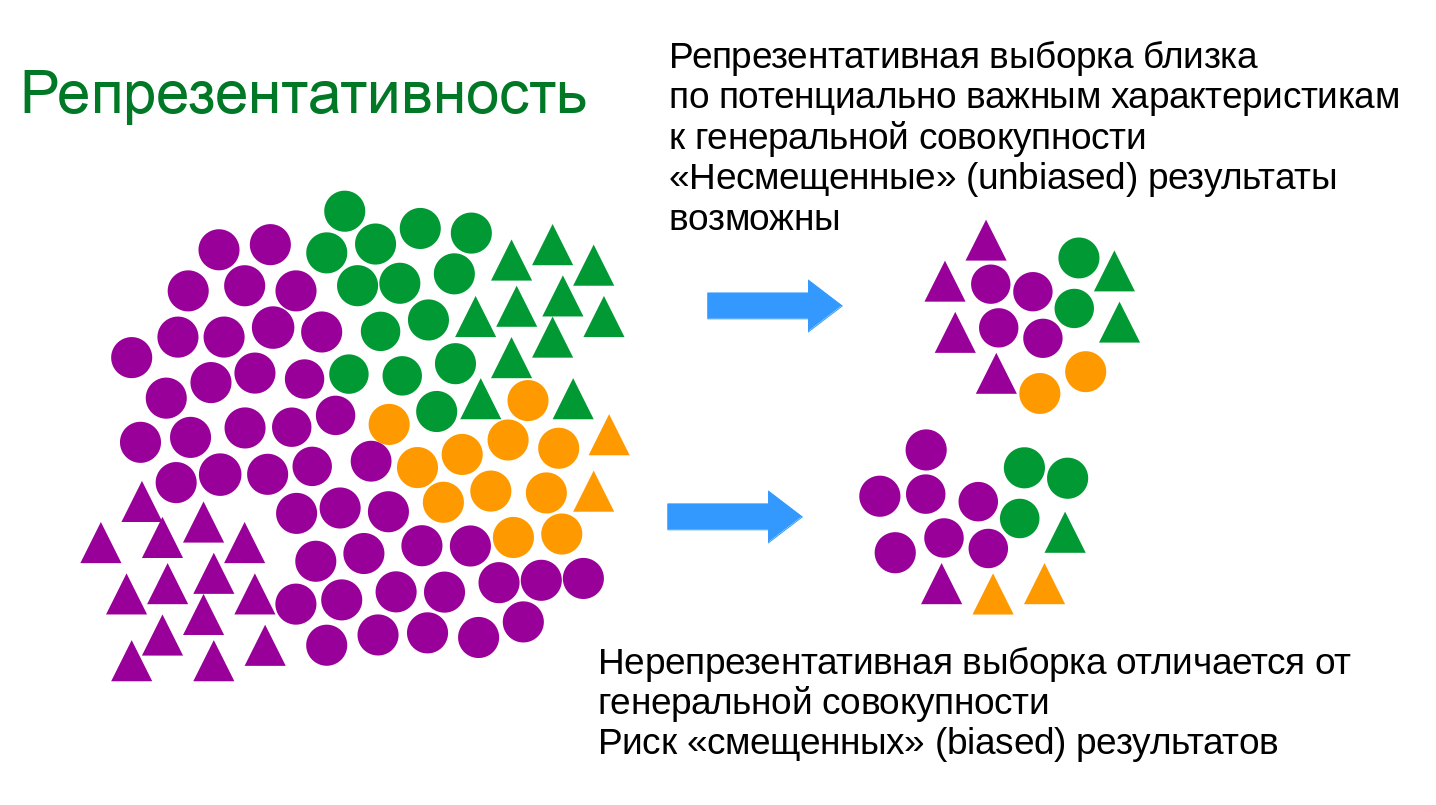 Репрезентативность
Репрезентативная выборка близка
по потенциально важным характеристикам
к генеральной совокупности
«Несмещенные» (unbiased) результаты
возможны
Нерепрезентативная выборка отличается от
генеральной совокупности
Риск «смещенных» (biased) результатов